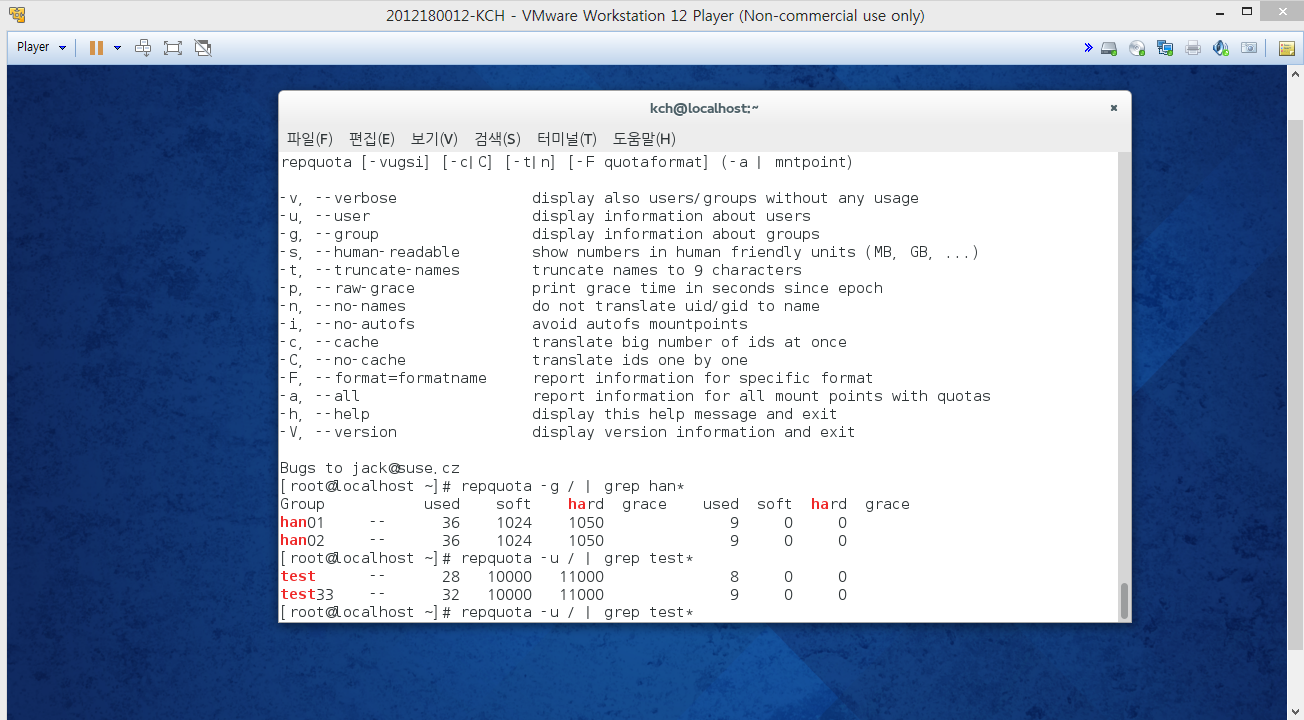 2012180012-KCH - VMware Workstation 12 Player (Non-commercial use only)
Player
kch@localhost:~
파일(F) 편집(E) 보기(V) 검색(S) 터미널(T) 도움말(H)
repquota [-vugsi] [-c|C] [-t|n] [-F quotaformat] (-a | mntpoint)
-v, --verbose display also users/groups without any usage
-u, --user display information about users
-g, --group display information about groups
-s, --human-readable show numbers in human friendly units (MB, GB, ...)
-t, --truncate-names truncate names to 9 characters
-p, --raw-grace print grace time in seconds since epoch
-n, --no-names do not translate uid/gid to name
-i, --no-autofs avoid autofs mountpoints
-c, --cache translate big number of ids at once
-C, --no-cache translate ids one by one
-F, --format=formatname report information for specific format
-a, --all report information for all mount points with quotas
-h, --help display this help message and exit
-V, --version display version information and exit
Bugs to jack@suse.cz
[root@localhost ~]# repquota -g / | grep han*
Group used soft hard grace used soft hard grace
han01 -- 36 1024 1050 9 0 0
han02 -- 36 1024 1050 9 0 0
[root@localhost ~]# repquota -u / | grep test*
test -- 28 10000 11000 8 0 0
test33 -- 32 10000 11000 9 0 0
[root@localhost ~]# repquota -u / | grep test*